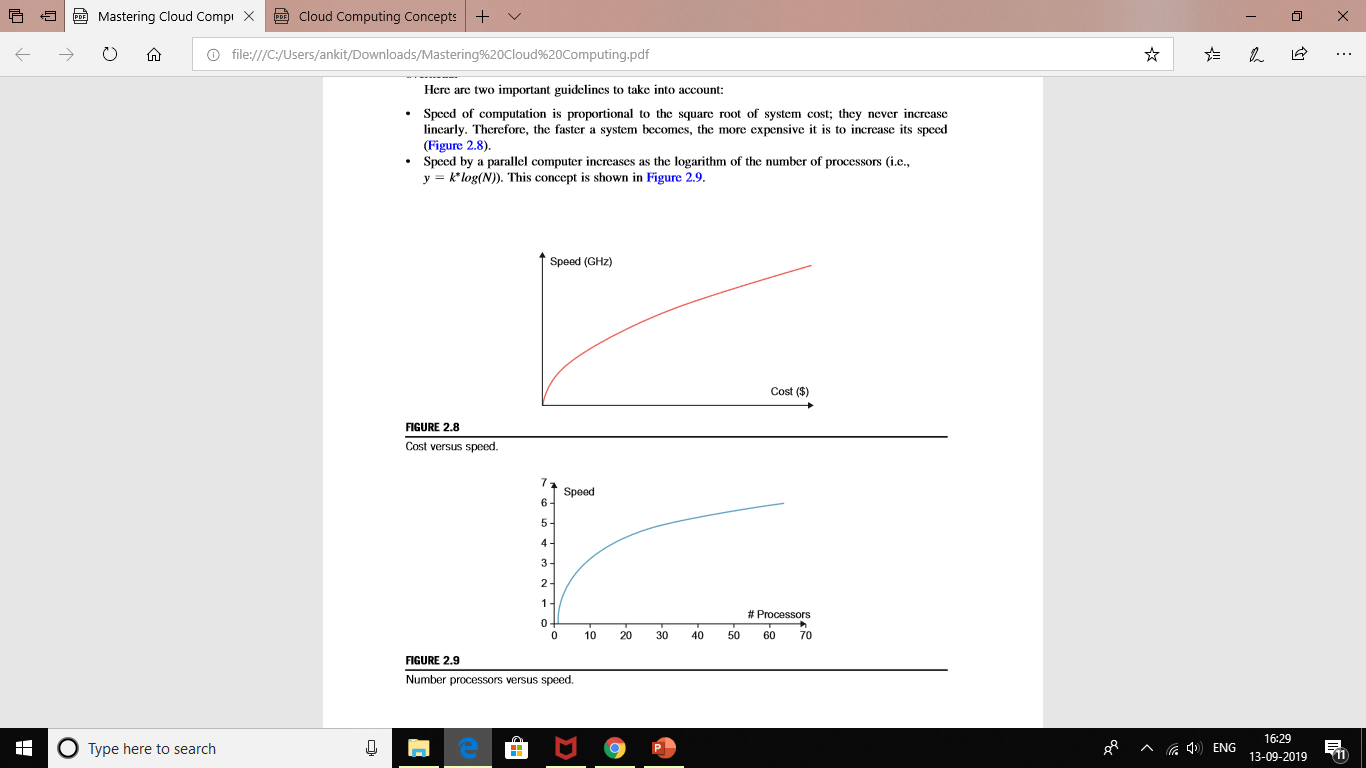 Mastering Cloud Compu
Cloud Computing Concepts
file:///C:/Users/ankit/Downloads/Mastering%20Cloud%20Computing.pdf
Here are two important guidelines to take into account:
• Speed of computation is proportional to the square root of system cost; they never increase
linearly. Therefore, the faster a system becomes, the more expensive it is to increase its speed
(Figure 2.8).
• Speed by a parallel computer increases as the logarithm of the number of processors (i.e.,
y = k*log(N)). This concept is shown in Figure 2.9.
Speed (GHz)
Cost ($)
FIGURE 2.8
Cost versus speed.
7
Speed
6
5
4
3
2
1
# Processors
0
0 10 20 30 40 50 60 70
FIGURE 2.9
Number processors versus speed.
Type here to search
ENG
16:29
13-09-2019
11